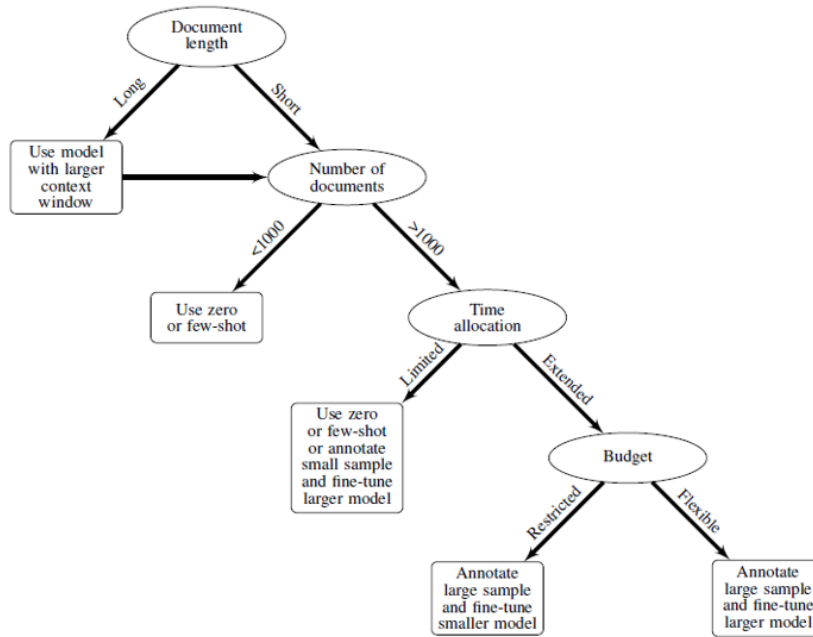 Document
length
Long
Short
Use model
with larger
context
window
Number of
documents
<1000
>1000
Use zero
or few-shot
Time
allocation
Limited
Extended
Use zero
or few-shot
or annotate
small sample
and fine-tune
larger model
Budget
Restricted
Flexible
Annotate
large sample
and fine-tune
smaller model
Annotate
large sample
and fine-tune
larger model